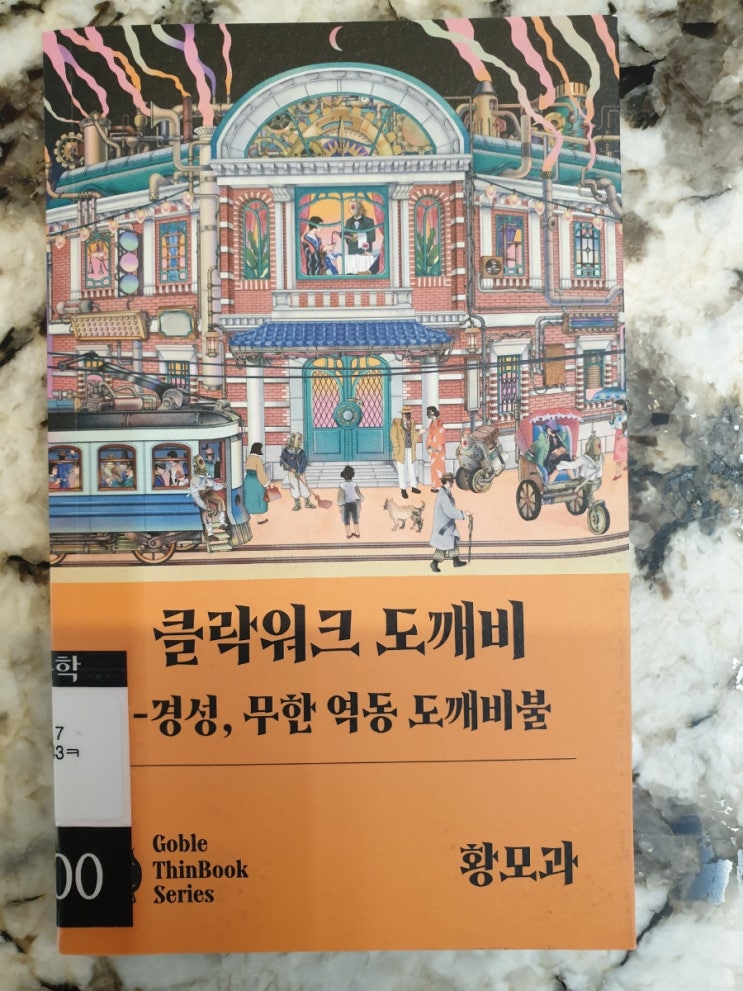 클락워크 도깨비
-경성, 무한 역동 도깨비불
학
7
3ㅋ
00
Goble
ThinBook
Series
황모과